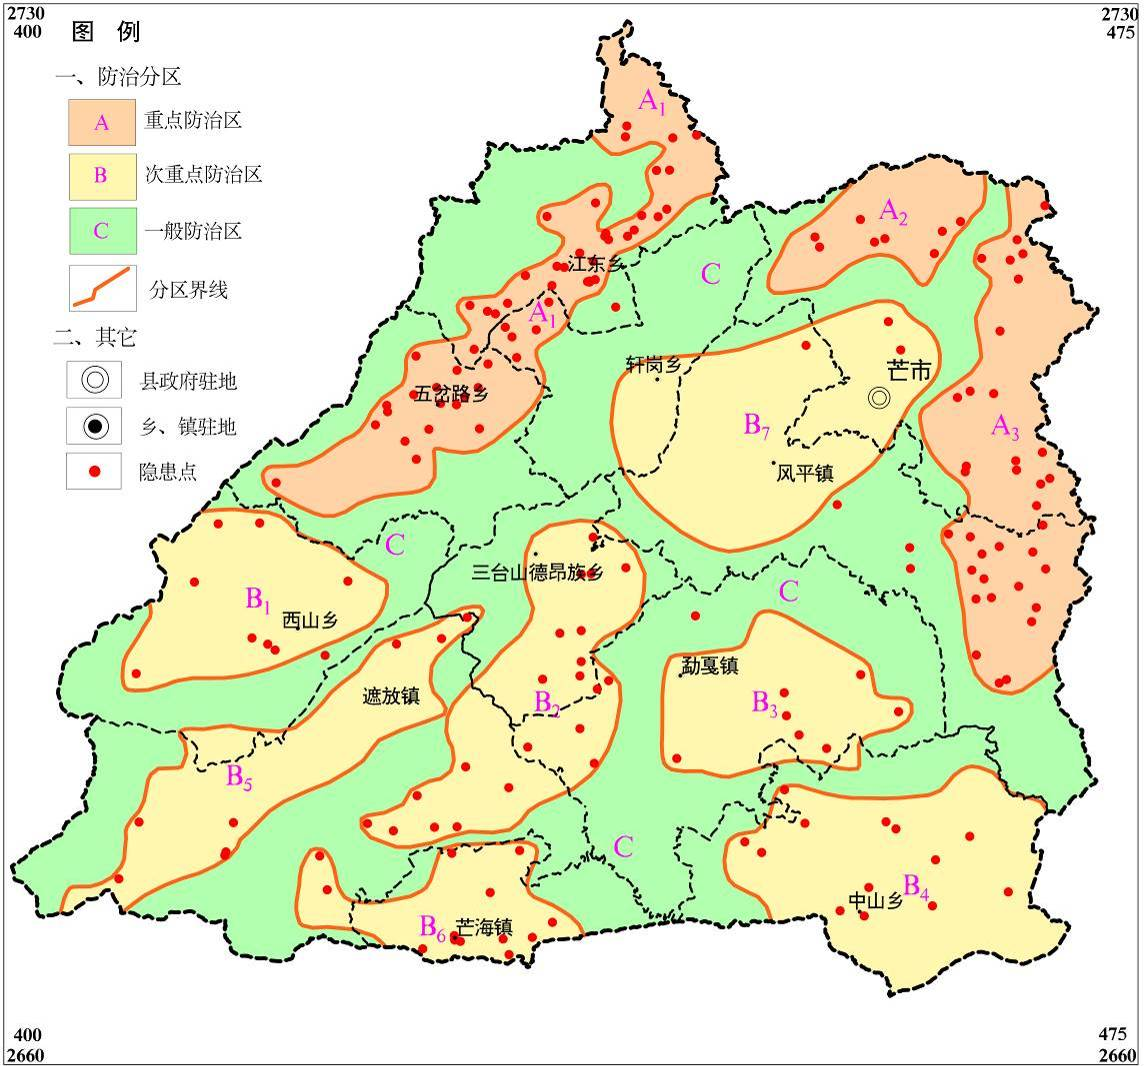 2730
400
2730
475
图 例
一、防治分区
A 重点防治区
B 次重点防治区
C 一般防治区
分区界线
二、其它
县政府驻地
乡、镇驻地
隐患点
A1
A2
C
江东乡
A1
轩岗乡
芒市
五岔路乡
B7
A3
风平镇
C
三台山德昂族乡
C
B1
西山乡
勐戛镇
遮放镇
B2
B3
B5
C
B4
中山乡
B6
芒海镇
400
2660
475
2660